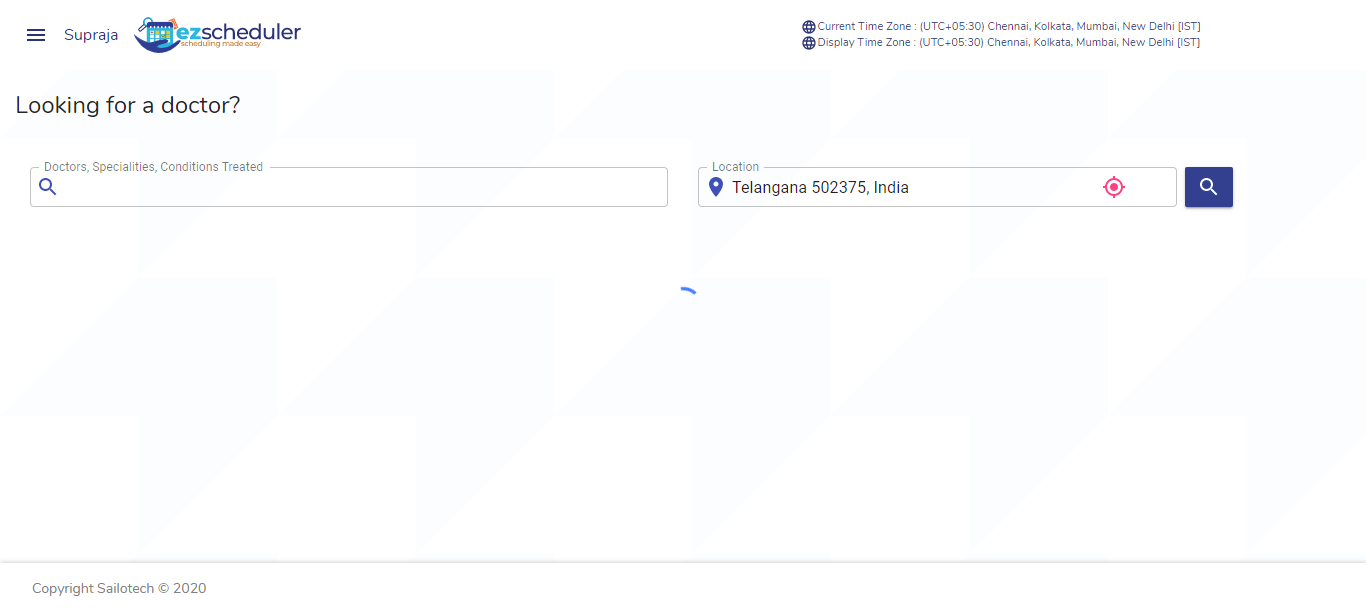 Supraja
ezscheduler
scheduling made easy
Current Time Zone : (UTC+05:30) Chennai, Kolkata, Mumbai, New Delhi [IST]
Display Time Zone : (UTC+05:30) Chennai, Kolkata, Mumbai, New Delhi [IST]
Looking for a doctor?
Doctors, Specialities, Conditions Treated
Location
Telangana 502375, India
Copyright Sailotech © 2020